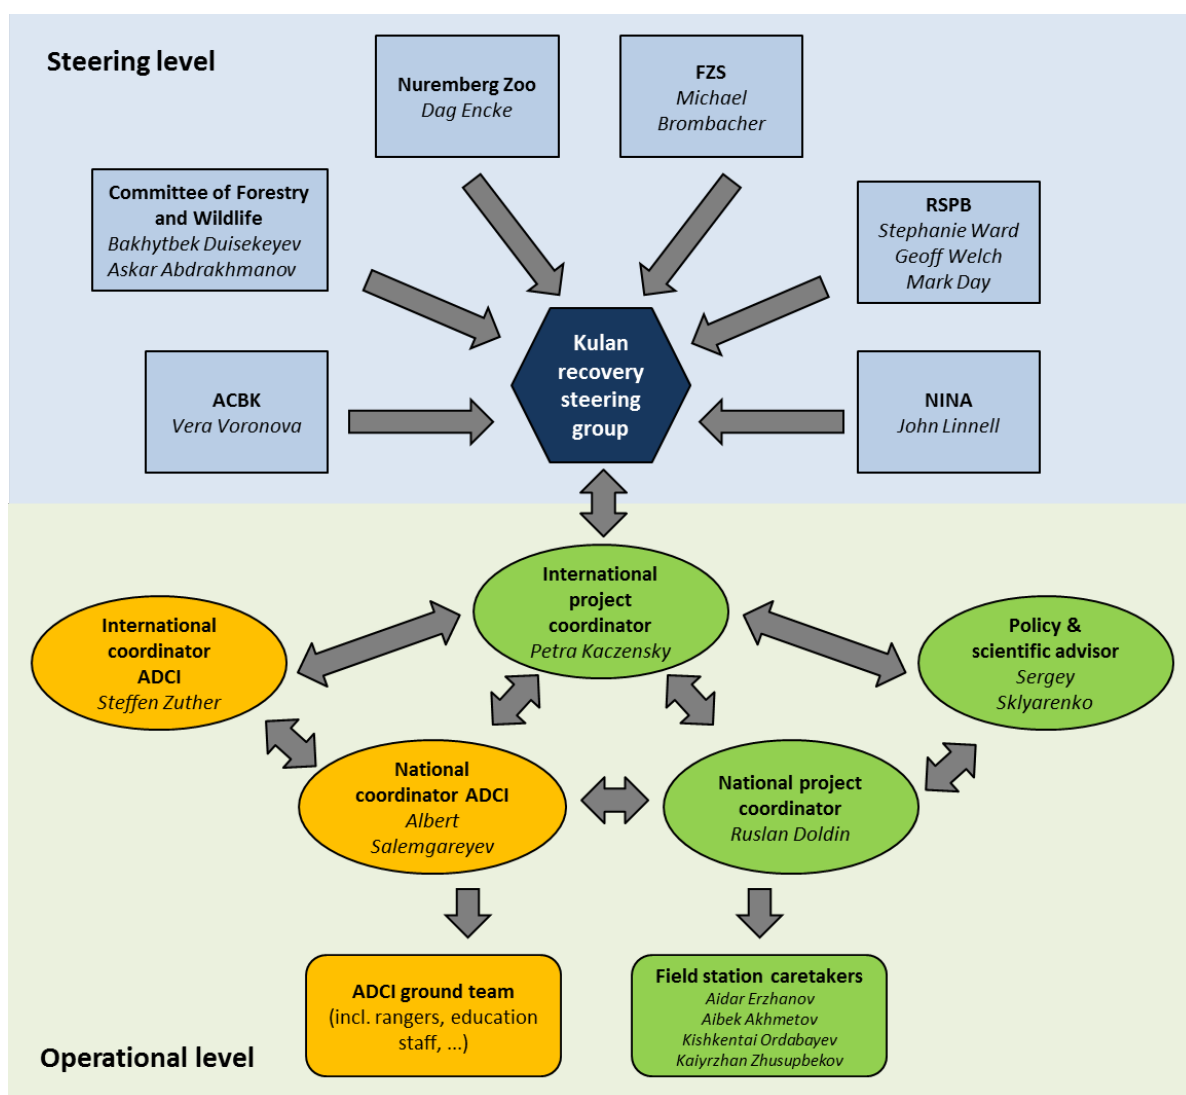 Steering level
Nuremberg Zoo
Dag Encke
FZS
Michael
Brombacher
Committee of Forestry
and Wildlife
Bakhytbek Duisekeyev
Askar Abdrakhmanov
RSPB
Stephanie Ward
Geoff Welch
Mark Day
ACBK
Vera Voronova
Kulan
recovery
steering
group
NINA
John Linnell
International
project
coordinator
Petra Kaczensky
International
coordinator
ADCI
Steffen Zuther
Policy &
scientific advisor
Sergey
Sklyarenko
National
coordinator ADCI
Albert
Salemgareyev
National project
coordinator
Ruslan Doldin
ADCI ground team
(incl. rangers, education
staff, ...)
Field station caretakers
Aidar Erzhanov
Aibek Akhmetov
Kishkentai Ordabayev
Kaiyrzhan Zhusupbekov
Operational level